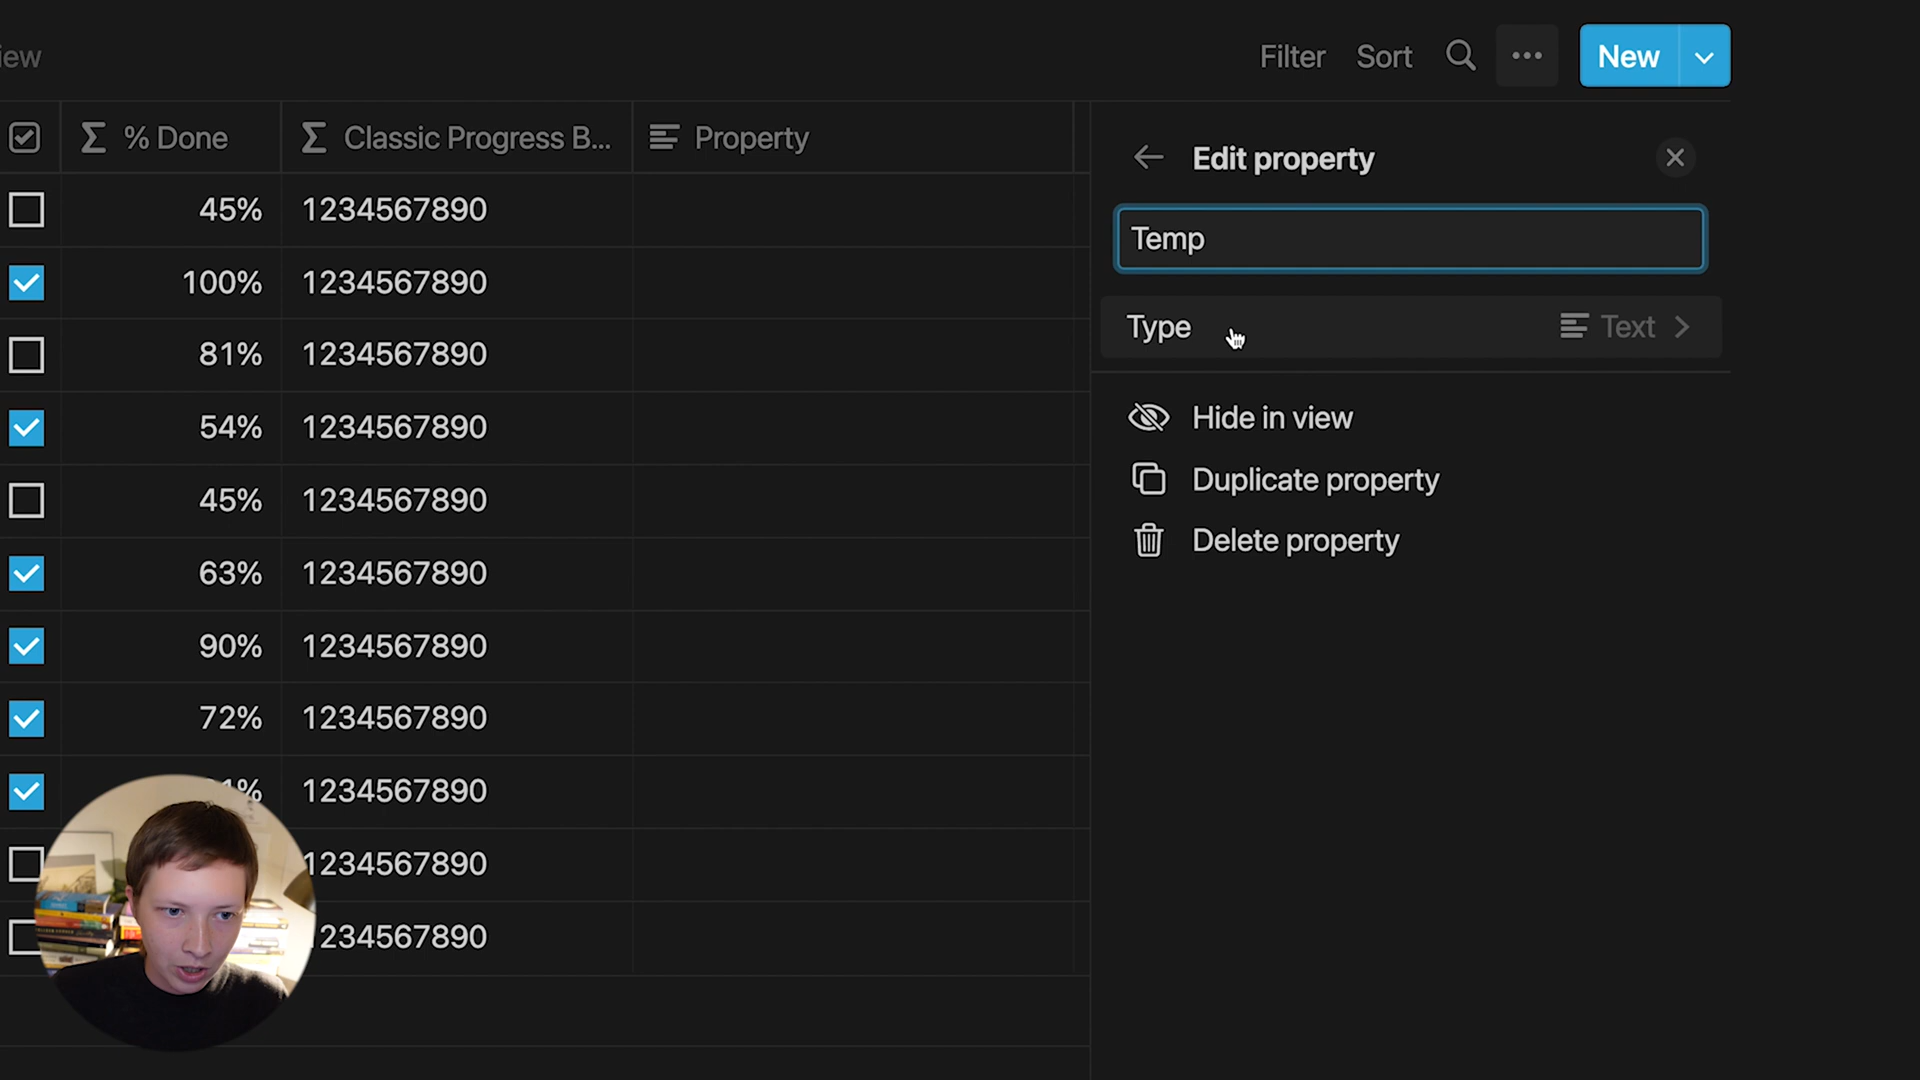 iew
Filter Sort New
% Done Classic Progress B... Property
45% 1234567890
100% 1234567890
81% 1234567890
54% 1234567890
45% 1234567890
63% 1234567890
90% 1234567890
72% 1234567890
1% 1234567890
1234567890
234567890
Edit property
Temp
Type Text
Hide in view
Duplicate property
Delete property